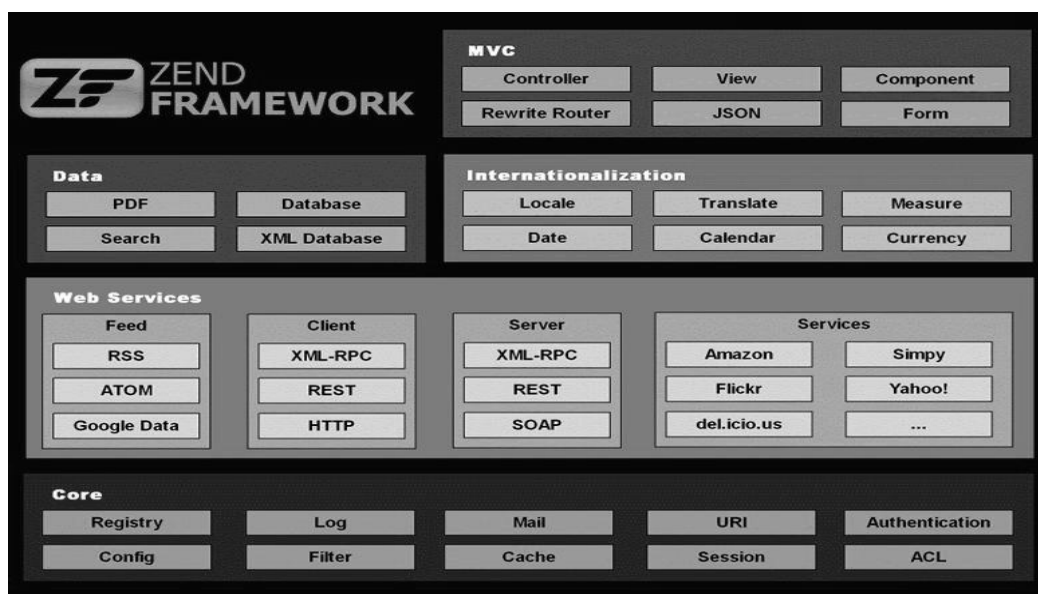 ZF ZEND
FRAMEWORK
MVC
Controller View Component
Rewrite Router JSON Form
Data
PDF Database
Search XML Database
Internationalization
Locale Translate Measure
Date Calendar Currency
Web Services
Feed
RSS
ATOM
Google Data
Client
XML-RPC
REST
HTTP
Server
XML-RPC
REST
SOAP
Services
Amazon Simpy
Flickr Yahoo!
del.icio.us ...
Core
Registry Log Mail URI Authentication
Config Filter Cache Session ACL